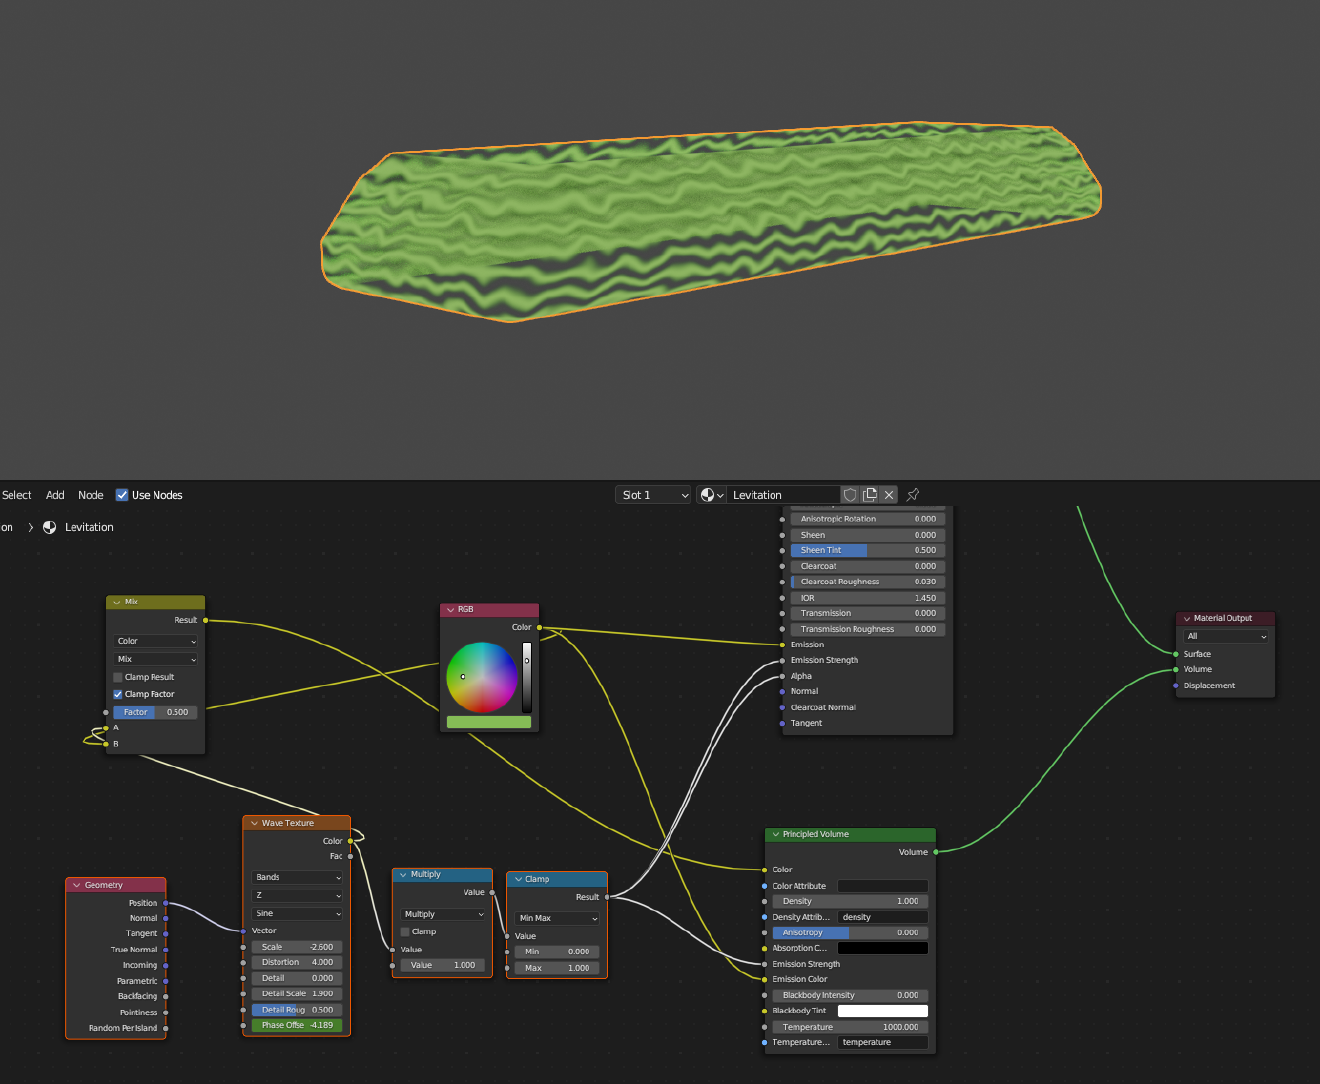 Select Add Node Use Nodes Slot 1 Levitation
on > Levitation
Anisotropic Rotation 0.000
Sheen 0.000
Sheen Tint 0.500
Clearcoat 0.000
Clearcoat Roughness 0.030
IOR 1.450
Transmission 0.000
Transmission Roughness 0.000
Emission
Emission Strength
Alpha
Normal
Clearcoat Normal
Tangent
Mix
Result
Color
Mix
Clamp Result
Clamp Factor
Factor 0.500
A
B
RGB
Color
Material Output
All
Surface
Volume
Displacement
Geometry
Position
Normal
Tangent
True Normal
Incoming
Parametric
Backfacing
Pointiness
Random Per Island
Wave Texture
Color
Fac
Bands
Z
Sine
Vector
Scale -2.600
Distortion 4.000
Detail 0.000
Detail Scale 1.900
Detail Roug 0.500
Phase Offse -4.189
Multiply
Value
Multiply
Clamp
Value
Value 1.000
Clamp
Result
Min Max
Value
Min 0.000
Max 1.000
Principled Volume
Volume
Color
Color Attribute
Density 1.000
Density Attrib... density
Anisotropy 0.000
Absorption C...
Emission Strength
Emission Color
Blackbody Intensity 0.000
Blackbody Tint
Temperature 1000.000
Temperature... temperature